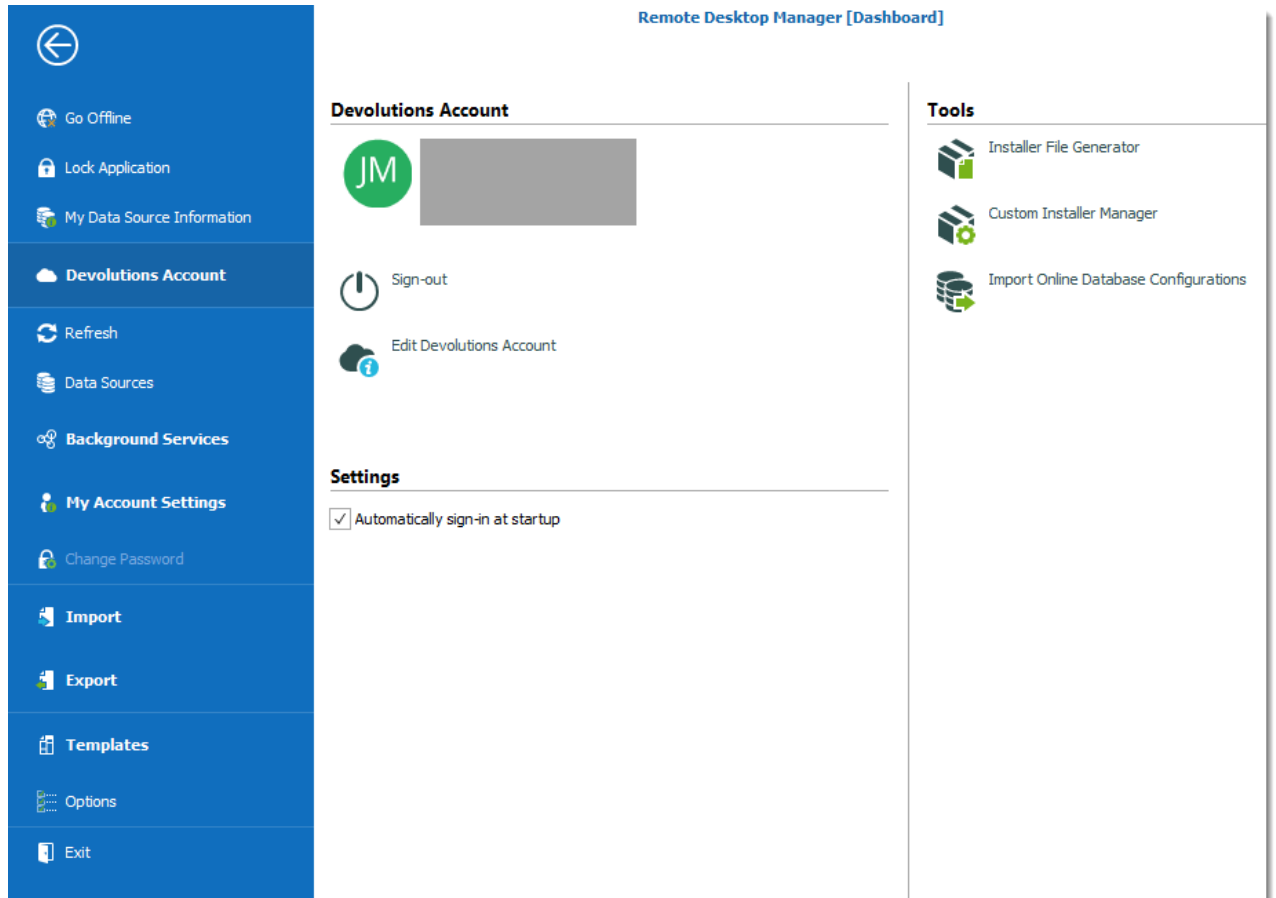 Remote Desktop Manager [Dashboard]
Go Offline
Lock Application
My Data Source Information
Devolutions Account
Refresh
Data Sources
Background Services
My Account Settings
Change Password
Import
Export
Templates
Options
Exit
Devolutions Account
JM
Sign-out
Edit Devolutions Account
Settings
Automatically sign-in at startup
Tools
Installer File Generator
Custom Installer Manager
Import Online Database Configurations